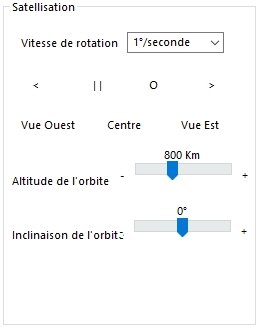 Satellisation
Vitesse de rotation 1°/seconde
< || O >
Vue Ouest Centre Vue Est
800 Km
Altitude de l'orbite - +
0°
Inclinaison de l'orbite - +